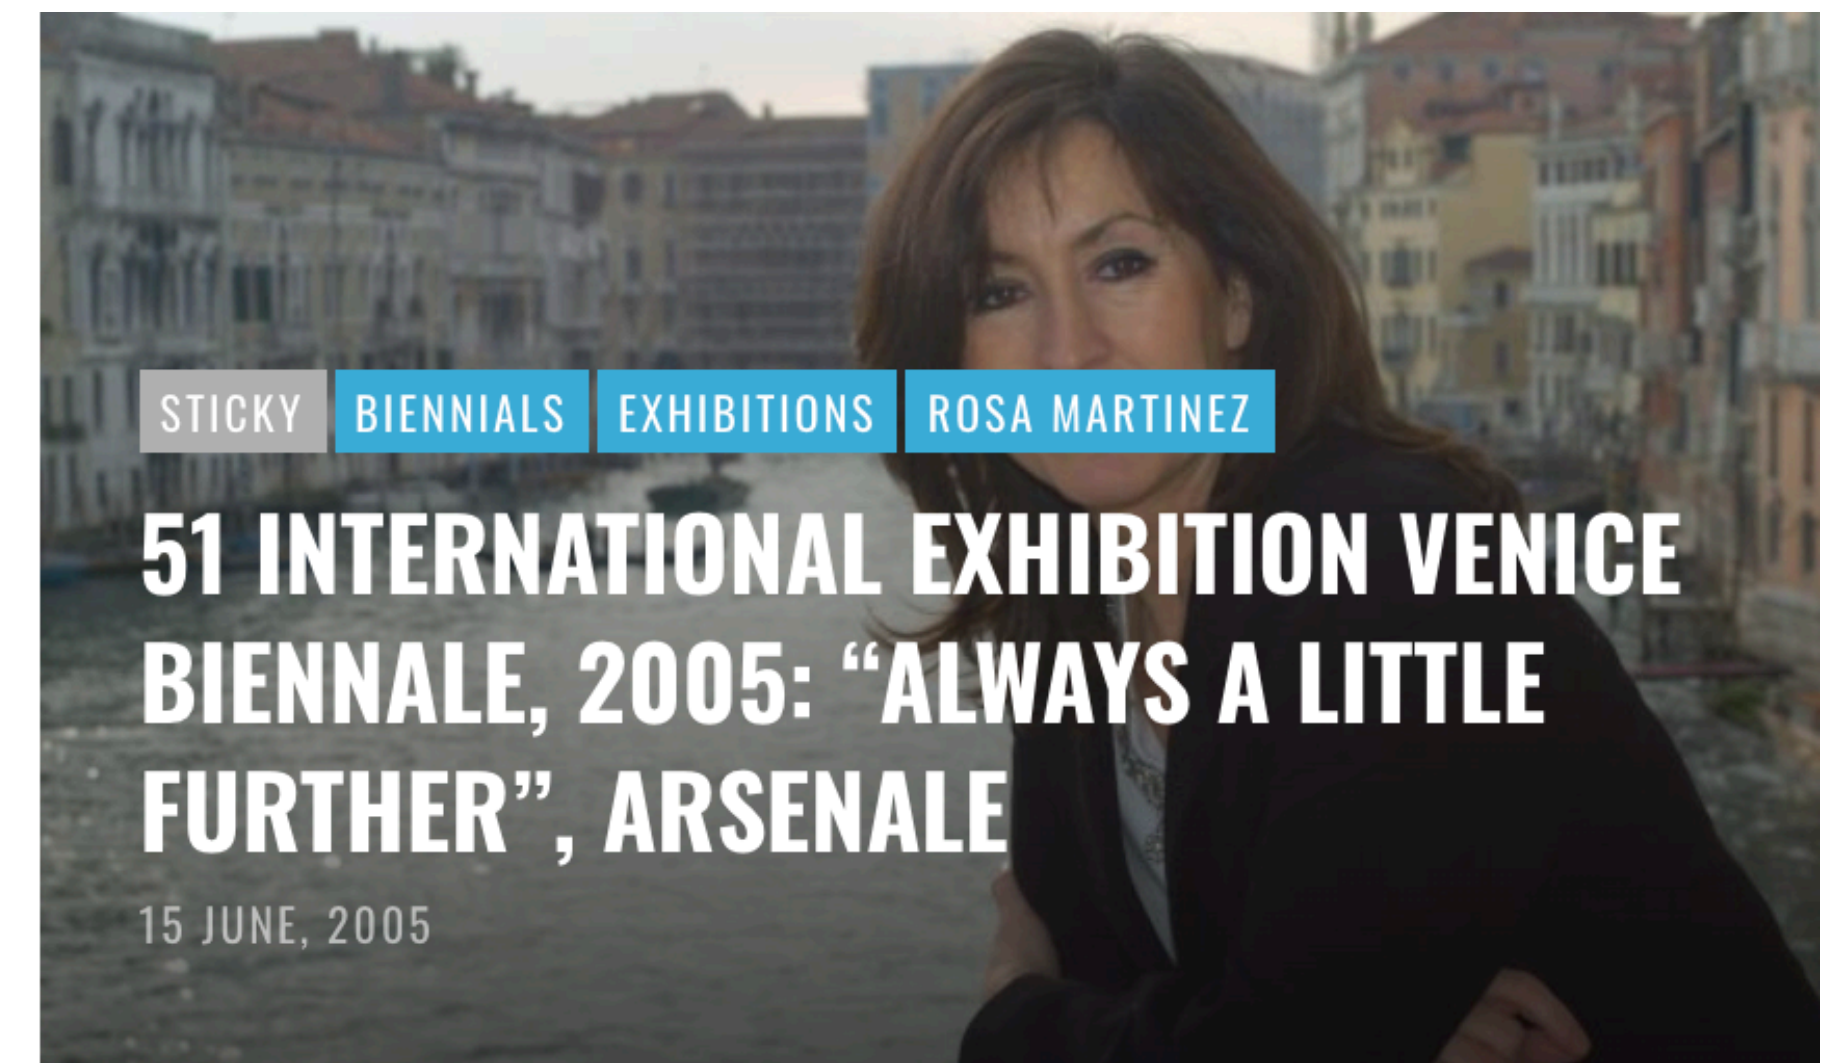 STICKY BIENNIALS EXHIBITIONS ROSA MARTINEZ
51 INTERNATIONAL EXHIBITION VENICE
BIENNALE, 2005: “ALWAYS A LITTLE
FURTHER”, ARSENALE
15 JUNE, 2005